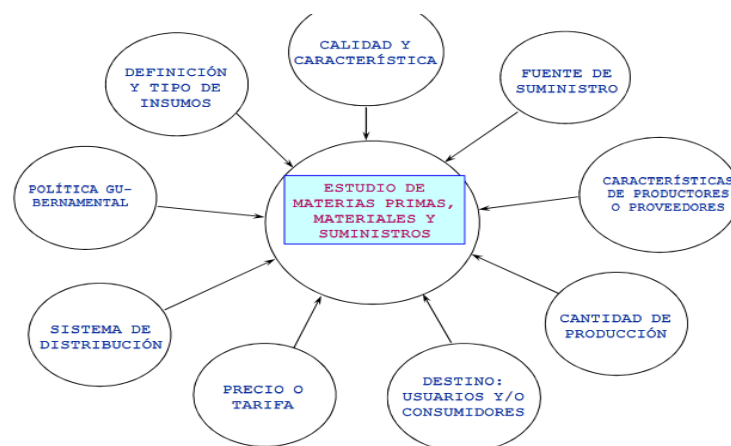 CALIDAD Y
CARACTERÍSTICA
DEFINICIÓN
Y TIPO DE
INSUMOS
FUENTE DE
SUMINISTRO
POLÍTICA GU-
BERNAMENTAL
ESTUDIO DE
MATERIAS PRIMAS,
MATERIALES Y
SUMINISTROS
CARACTERÍSTICAS
DE PRODUCTORES
O PROVEEDORES
SISTEMA DE
DISTRIBUCIÓN
CANTIDAD DE
PRODUCCIÓN
PRECIO O
TARIFA
DESTINO:
USUARIOS Y/O
CONSUMIDORES